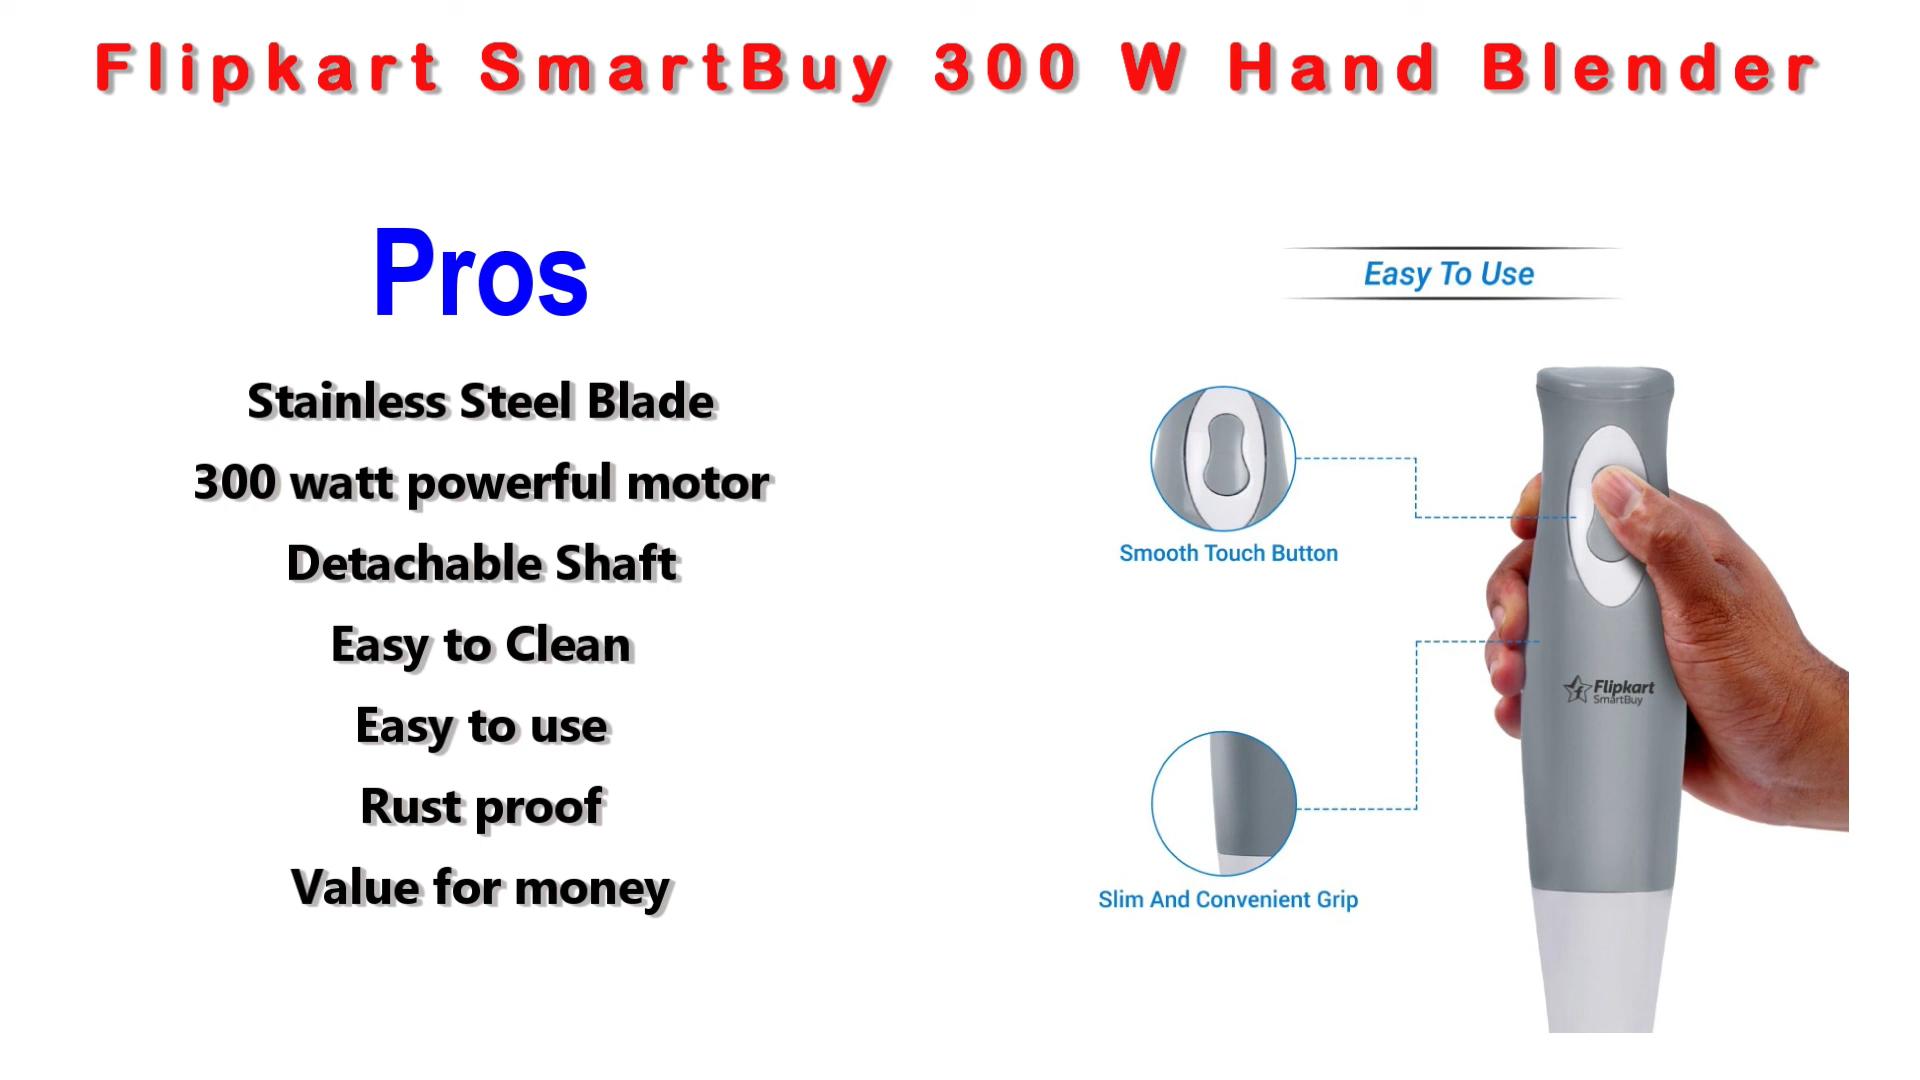 Flipkart SmartBuy 300 W Hand Blender
Pros
Stainless Steel Blade
300 watt powerful motor
Detachable Shaft
Easy to Clean
Easy to use
Rust proof
Value for money
Easy To Use
Smooth Touch Button
Slim And Convenient Grip
Flipkart
SmartBuy